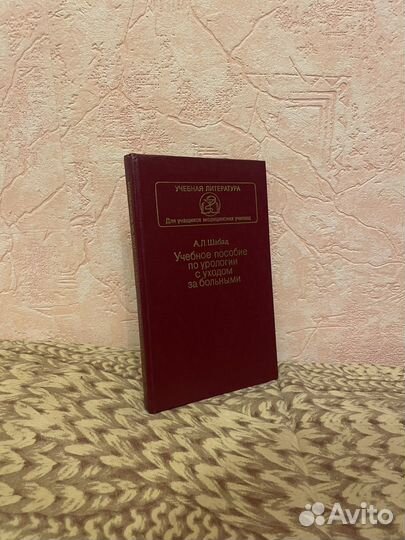 УЧЕБНАЯ ЛИТЕРАТУРА
Для учащихся медицинских училищ
А.Л.Шабад
Учебное пособие
по урологии
с уходом
за больными
Avito